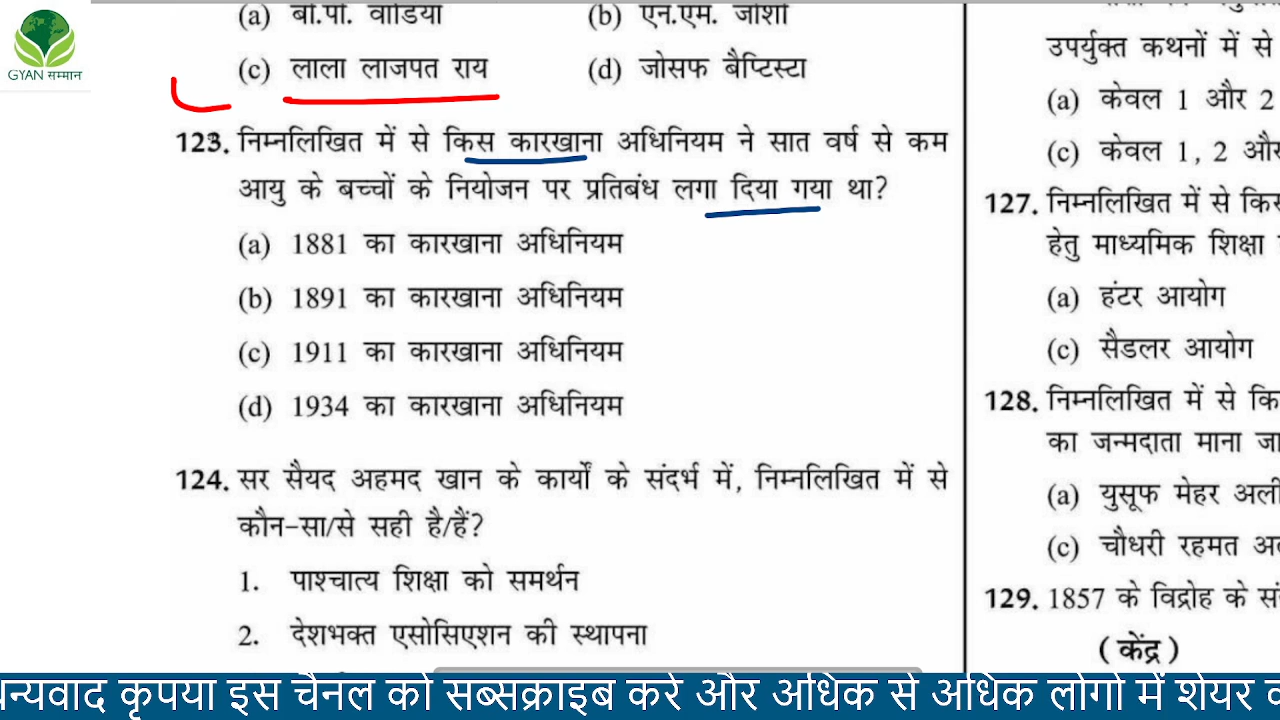 GYAN सम्मान
(a) बी.पी. वाडिया (b) एन.एम. जोशी
(c) लाला लाजपत राय (d) जोसफ बैप्टिस्टा
123. निम्नलिखित में से किस कारखाना अधिनियम ने सात वर्ष से कम
आयु के बच्चों के नियोजन पर प्रतिबंध लगा दिया गया था?
(a) 1881 का कारखाना अधिनियम
(b) 1891 का कारखाना अधिनियम
(c) 1911 का कारखाना अधिनियम
(d) 1934 का कारखाना अधिनियम
124. सर सैयद अहमद खान के कार्यों के संदर्भ में, निम्नलिखित में से
कौन-सा/से सही है/हैं?
1. पाश्चात्य शिक्षा को समर्थन
2. देशभक्त एसोसिएशन की स्थापना
उपर्युक्त कथनों में से
(a) केवल 1 और 2
(c) केवल 1, 2 और
127. निम्नलिखित में से
हेतु माध्यमिक शिक्षा
(a) हंटर आयोग
(c) सैडलर आयोग
128. निम्नलिखित में से
का जन्मदाता माना
(a) युसूफ मेहर अली
(c) चौधरी रहमत
129. 1857 के विद्रोह के
(केंद्र)
कृपया इस चैनल को सब्सक्राइब करे और अधिक से अधिक लोगो में शेयर